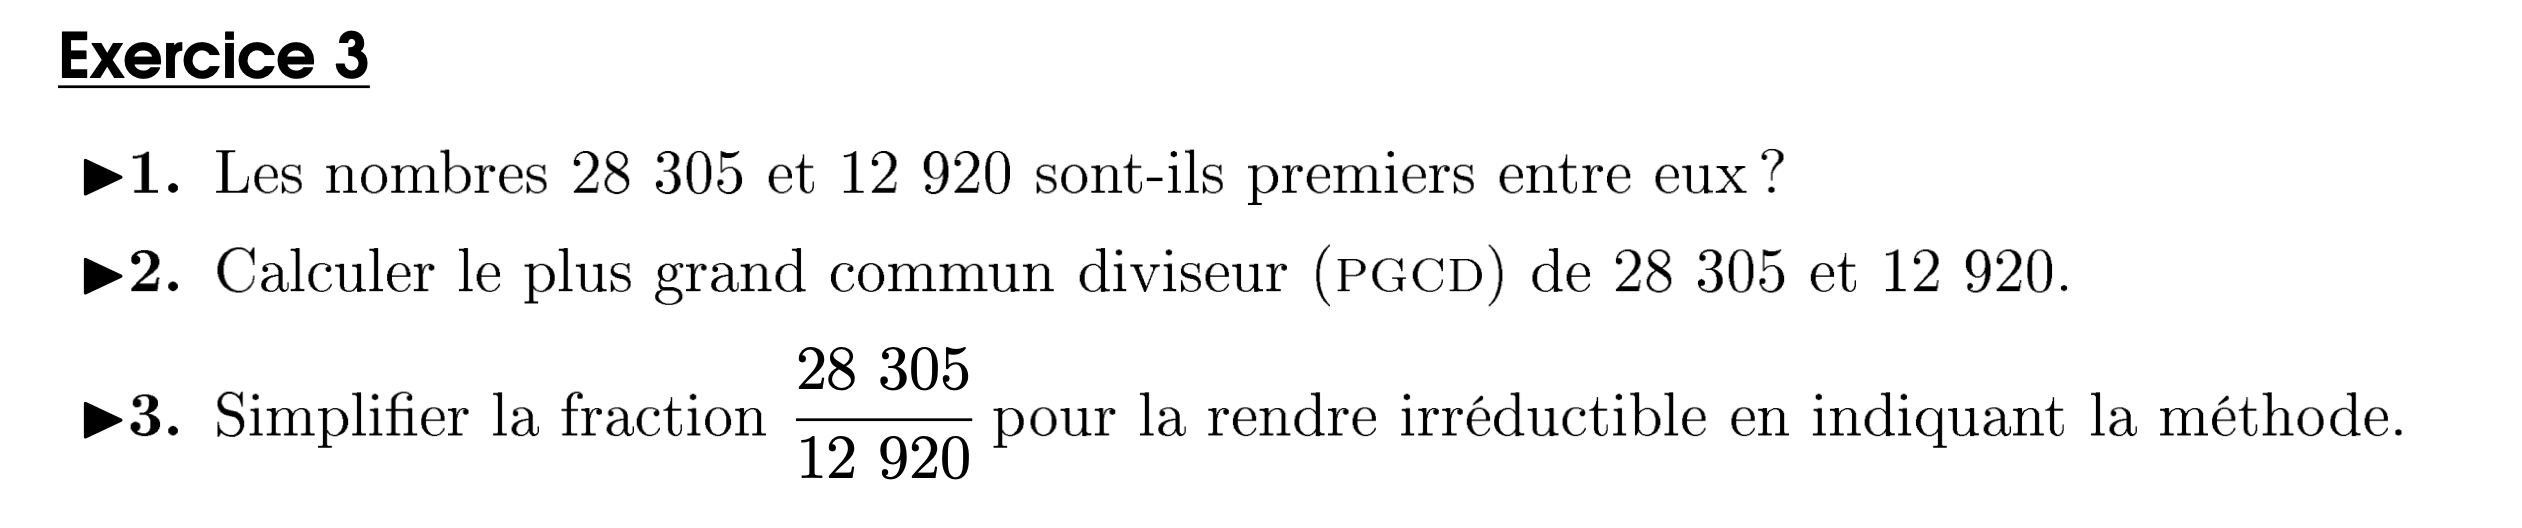 Exercice 3
►1. Les nombres 28 305 et 12 920 sont-ils premiers entre eux ?
►2. Calculer le plus grand commun diviseur (PGCD) de 28 305 et 12 920.
28 305
►3. Simplifier la fraction pour la rendre irréductible en indiquant la méthode.
12 920